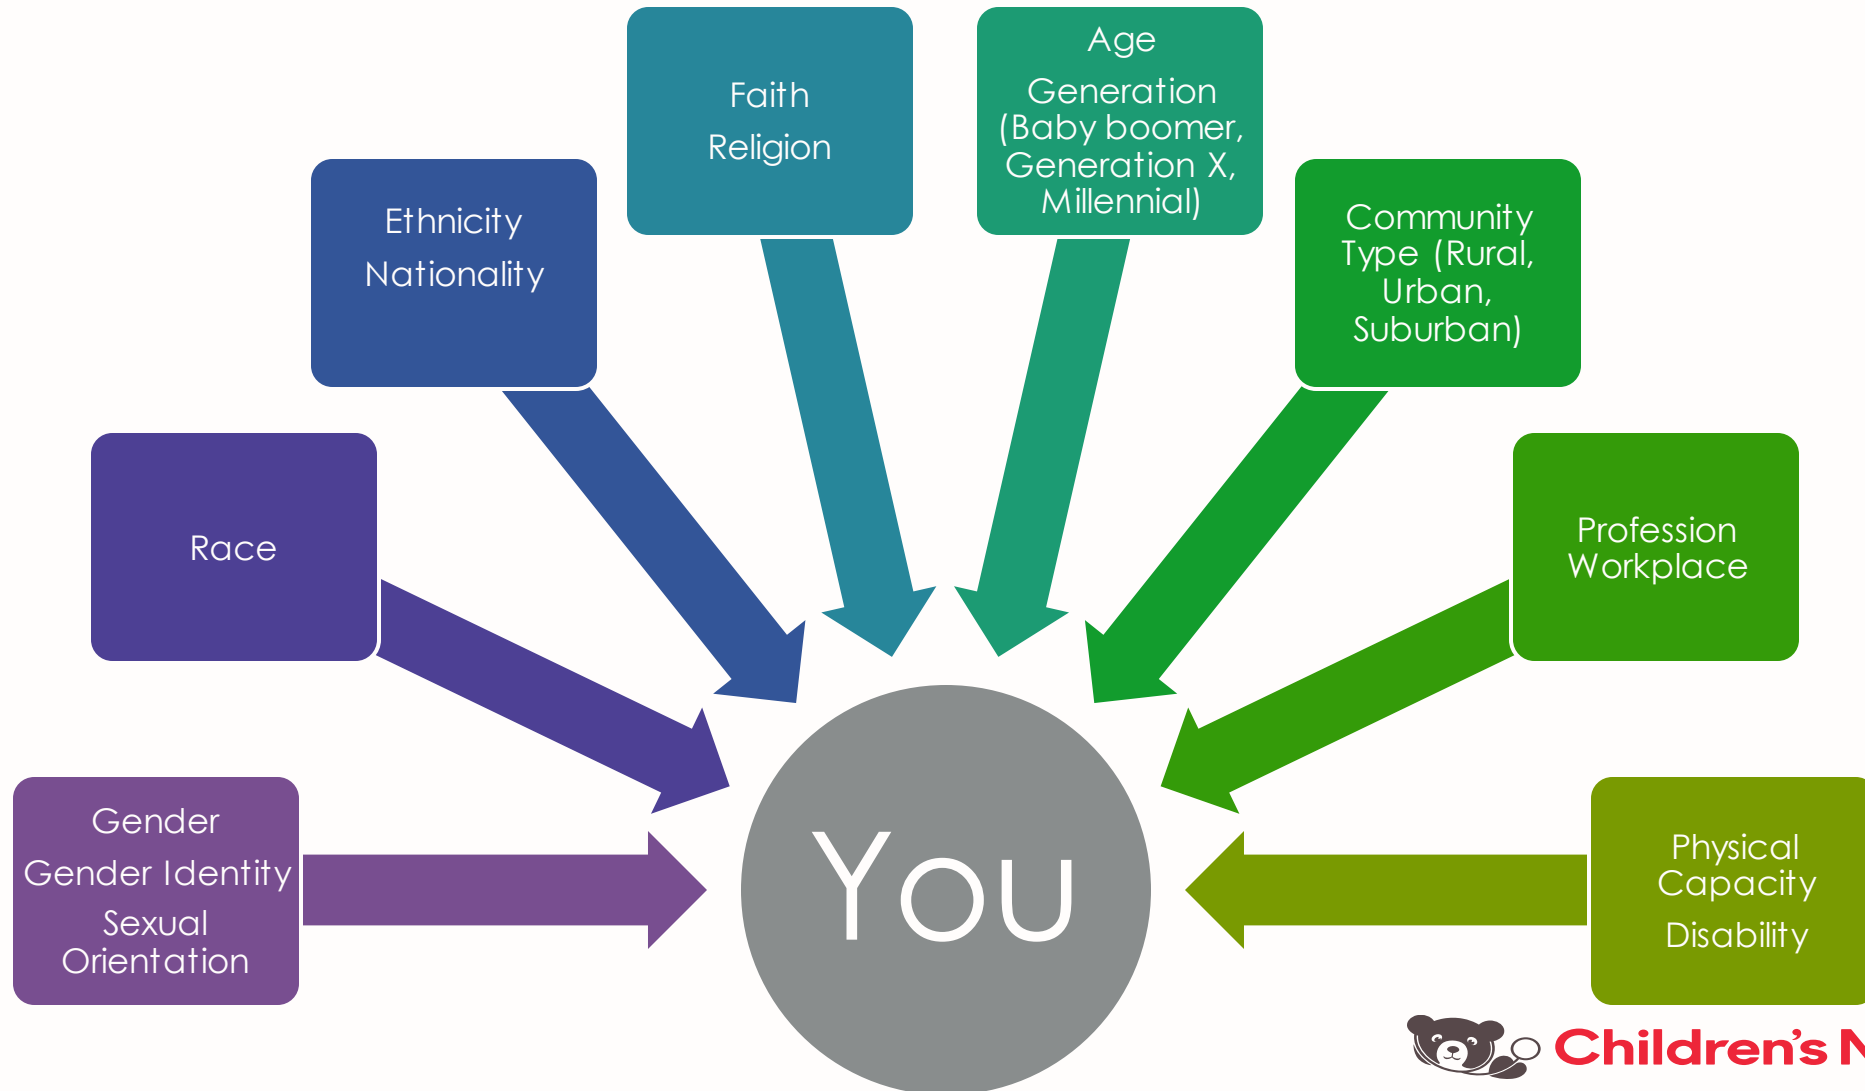 Faith
Religion
Age
Generation
(Baby boomer,
Generation X,
Millennial)
Ethnicity
Nationality
Community
Type (Rural,
Urban,
Suburban)
Race
Profession
Workplace
Gender
Gender Identity
Sexual
Orientation
You
Physical
Capacity
Disability
Children's N